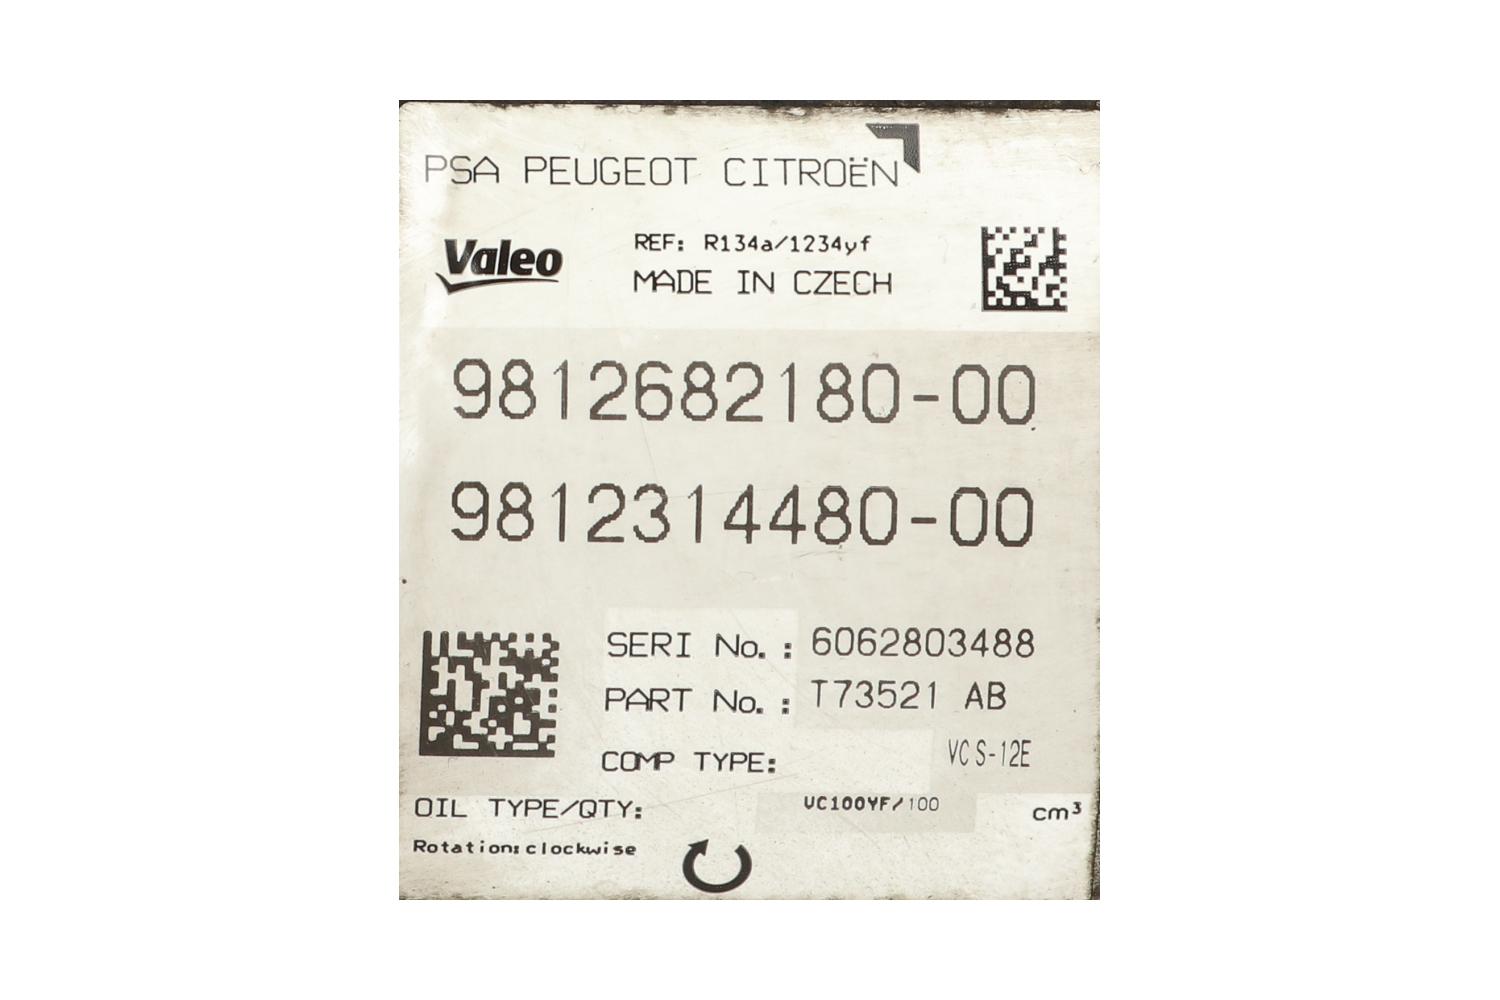 PSA PEUGEOT CITROËN
Valeo
REF: R134a/1234yf
MADE IN CZECH
9812682180-00
9812314480-00
SERI No. : 6062803488
PART No. : T73521 AB
COMP TYPE: VCS-12E
OIL TYPE/QTY: VC100YF/100 cm³
Rotation:clockwise